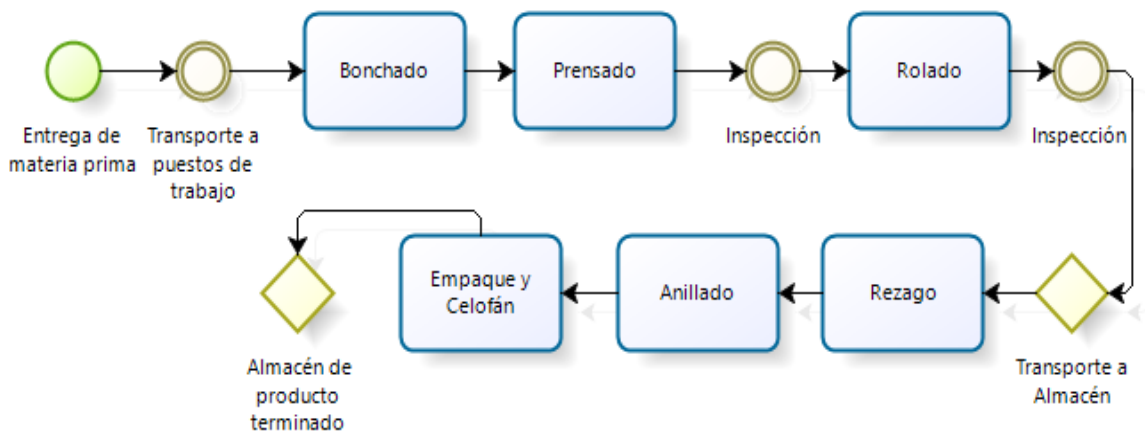 Bonchado
Prensado
Rolado
Entrega de
materia prima
Transporte a
puestos de
trabajo
Inspección
Inspección
Empaque y
Celofán
Anillado
Rezago
Almacén de
producto
terminado
Transporte a
Almacén